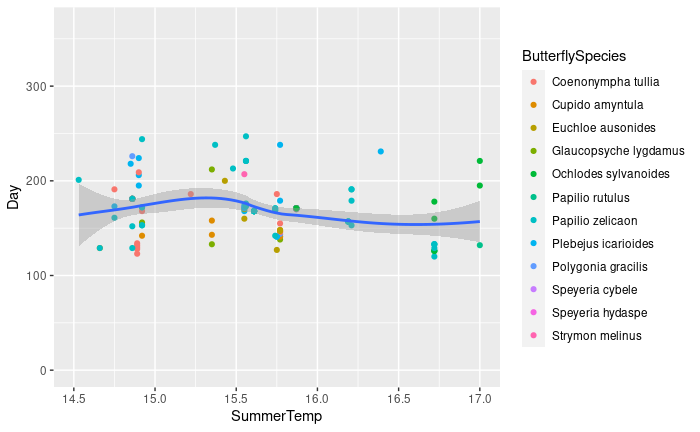 ButterflySpecies
Coenonympha tullia
Cupido amyntula
Euchloe ausonides
Glaucopsyche lygdamus
Ochlodes sylvanoides
Papilio rutulus
Papilio zelicaon
Plebejus icarioides
Polygonia gracilis
Speyeria cybele
Speyeria hydaspe
Strymon melinus
Day
300
200
100
0
14.5 15.0 15.5 16.0 16.5 17.0
SummerTemp